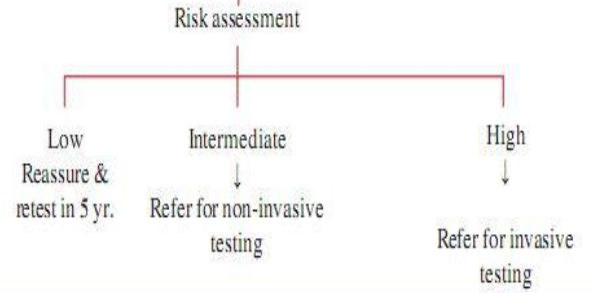 Risk assessment
Low
Reassure &
retest in 5 yr.
Intermediate
↓
Refer for non-invasive
testing
High
↓
Refer for invasive
testing